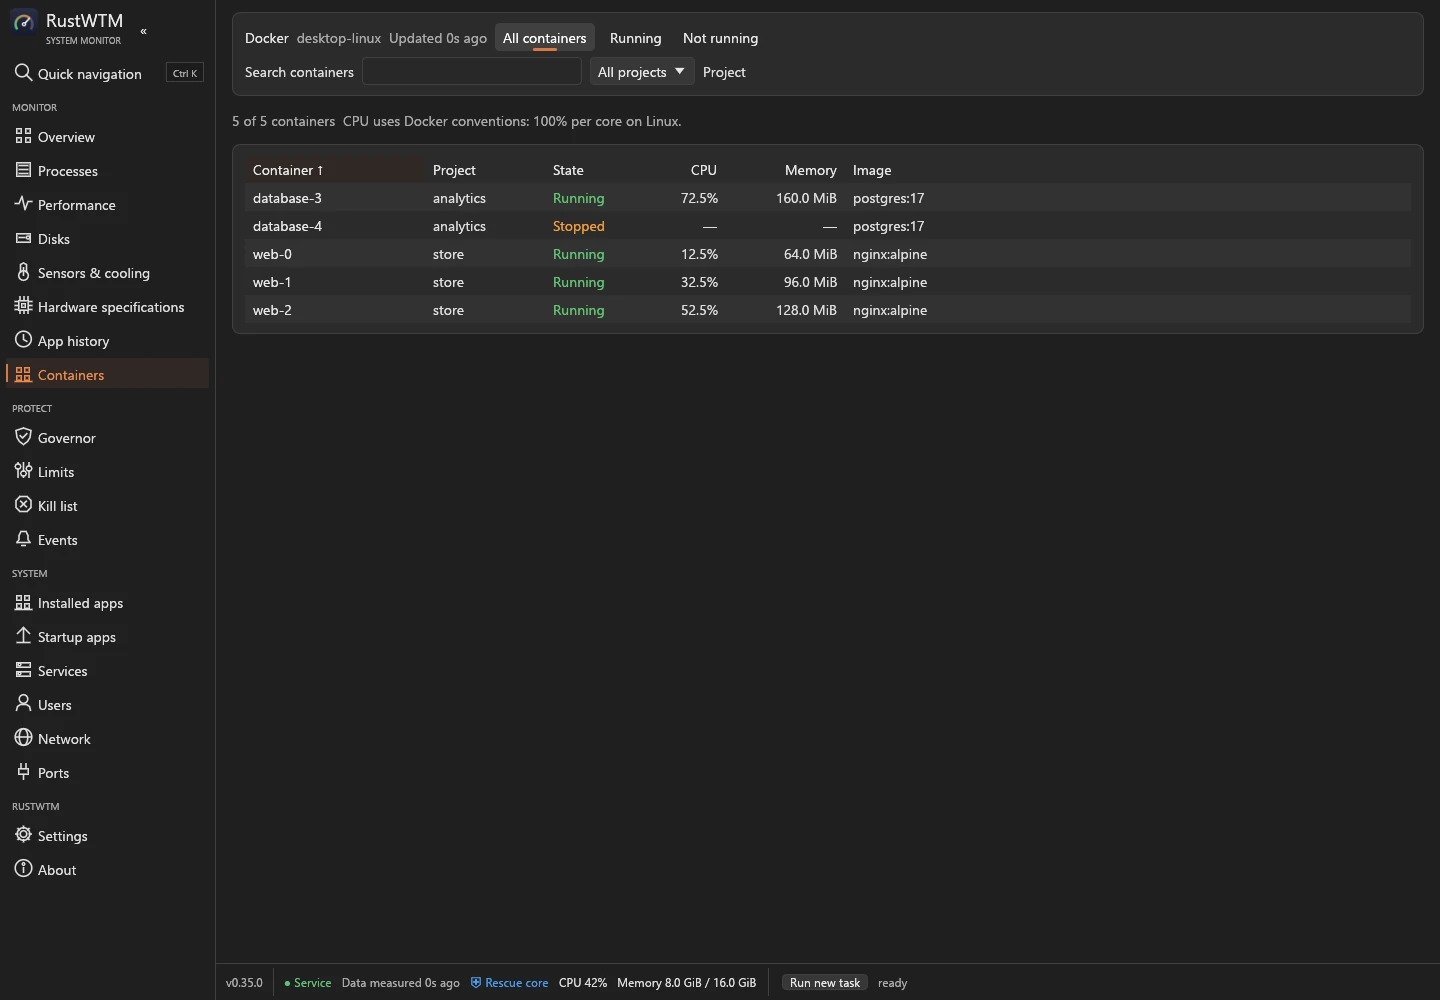 RustWTM
SYSTEM MONITOR
«
Quick navigation Ctrl K
MONITOR
Overview
Processes
Performance
Disks
Sensors & cooling
Hardware specifications
App history
Containers
PROTECT
Governor
Limits
Kill list
Events
SYSTEM
Installed apps
Startup apps
Services
Users
Network
Ports
RUSTWTM
Settings
About
Docker desktop-linux Updated 0s ago All containers Running Not running
Search containers All projects ▼ Project
5 of 5 containers CPU uses Docker conventions: 100% per core on Linux.
Container ↑ Project State CPU Memory Image
database-3 analytics Running 72.5% 160.0 MiB postgres:17
database-4 analytics Stopped — — postgres:17
web-0 store Running 12.5% 64.0 MiB nginx:alpine
web-1 store Running 32.5% 96.0 MiB nginx:alpine
web-2 store Running 52.5% 128.0 MiB nginx:alpine
v0.35.0 ● Service Data measured 0s ago Rescue core CPU 42% Memory 8.0 GiB / 16.0 GiB Run new task ready